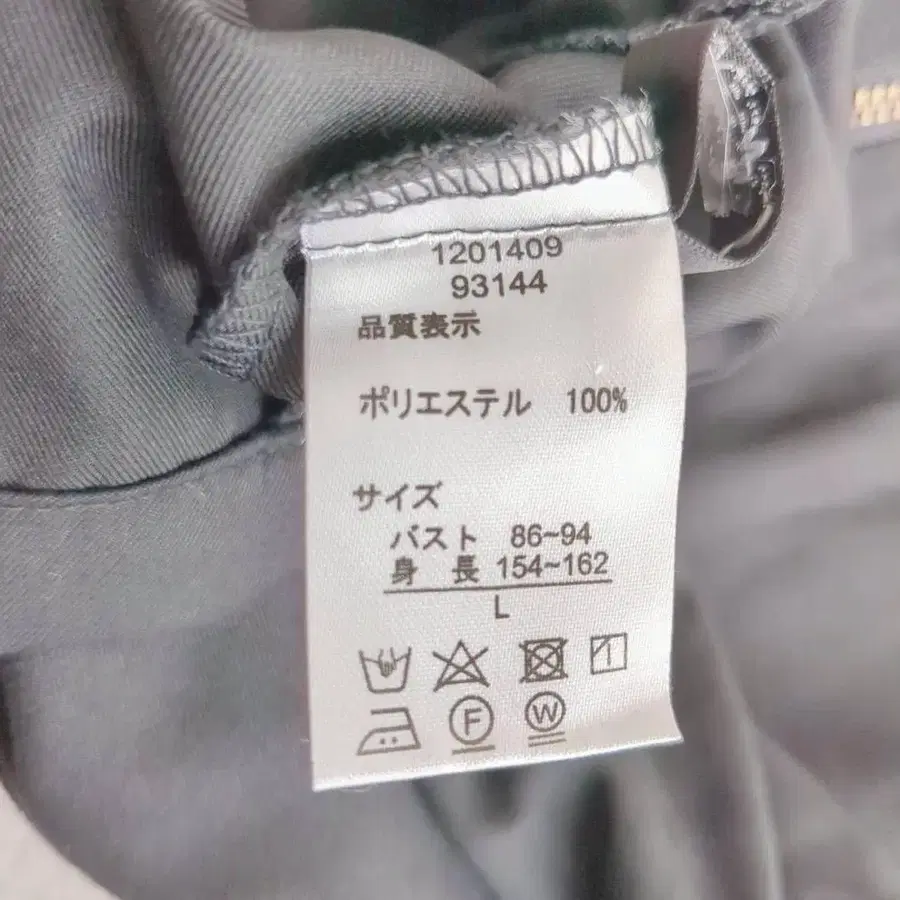 1201409
93144
品質表示
ポリエステル 100%
サイズ
バスト 86~94
身 長 154~162
L
F W